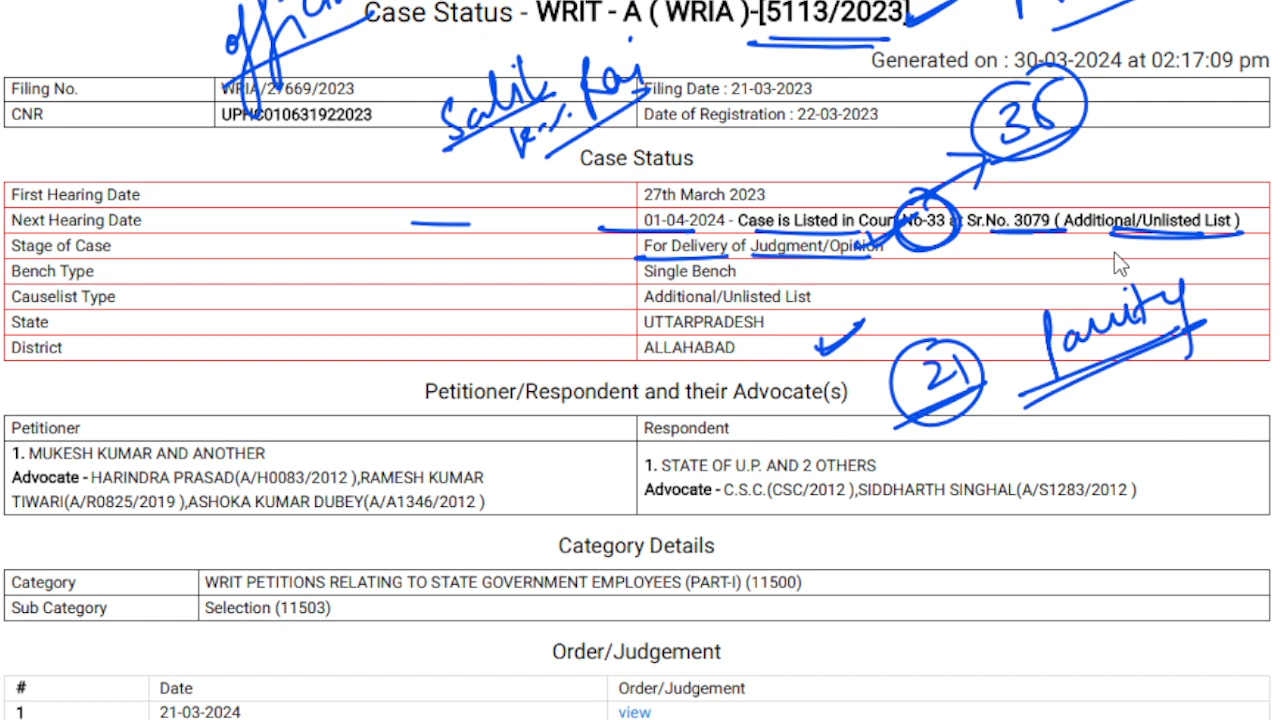 Case Status - WRIT - A ( WRIA )-[5113/2023]
Generated on : 30-03-2024 at 02:17:09 pm
Filing No. WRIA/27669/2023 Filing Date : 21-03-2023
CNR UPHC010631922023 Date of Registration : 22-03-2023
Salik
Raj
36
Case Status
First Hearing Date 27th March 2023
Next Hearing Date 01-04-2024 - Case is Listed in Court No-33 at Sr.No. 3079 ( Additional/Unlisted List )
Stage of Case For Delivery of Judgment/Opinion
Bench Type Single Bench
Causelist Type Additional/Unlisted List
State UTTARPRADESH
District ALLAHABAD
21
Parity
Petitioner/Respondent and their Advocate(s)
Petitioner Respondent
1. MUKESH KUMAR AND ANOTHER
Advocate - HARINDRA PRASAD(A/H0083/2012 ),RAMESH KUMAR
TIWARI(A/R0825/2019 ),ASHOKA KUMAR DUBEY(A/A1346/2012 )
1. STATE OF U.P. AND 2 OTHERS
Advocate - C.S.C.(CSC/2012 ),SIDDHARTH SINGHAL(A/S1283/2012 )
Category Details
Category WRIT PETITIONS RELATING TO STATE GOVERNMENT EMPLOYEES (PART-I) (11500)
Sub Category Selection (11503)
Order/Judgement
# Date Order/Judgement
1 21-03-2024 view